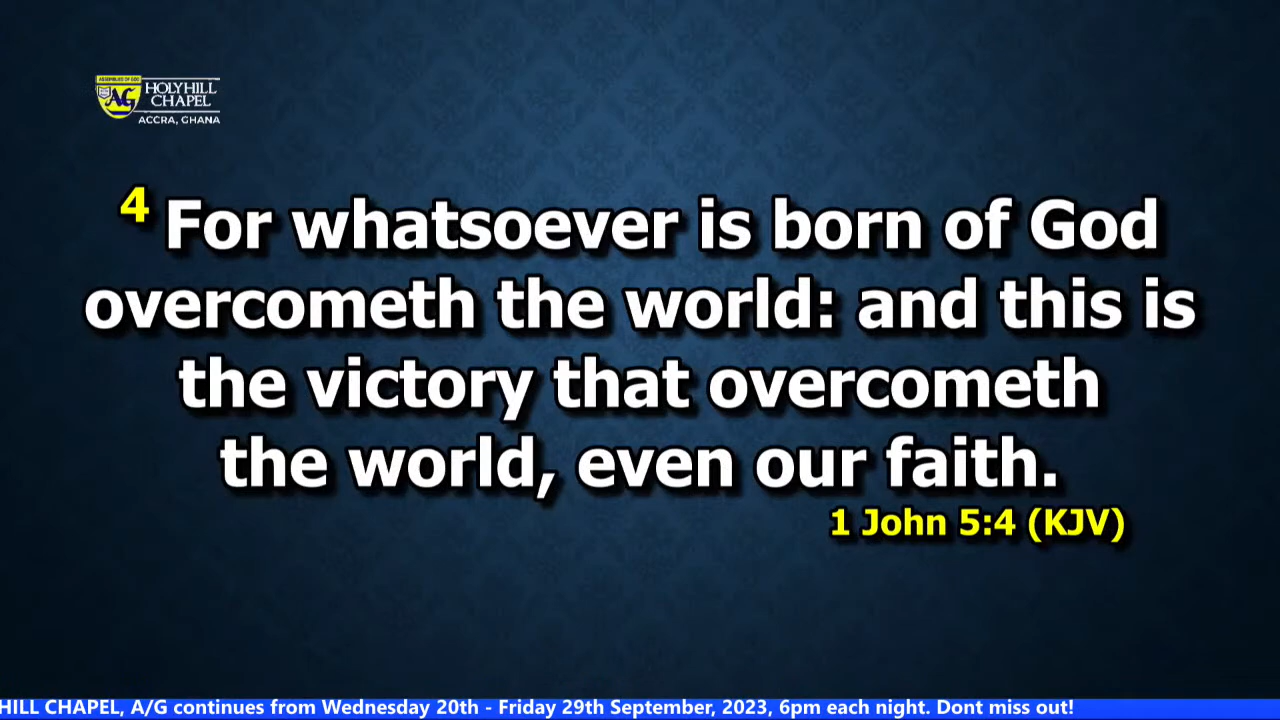 ASSEMBLIES OF GOD
AG
HOLYHILL
CHAPEL
ACCRA, GHANA
4 For whatsoever is born of God
overcometh the world: and this is
the victory that overcometh
the world, even our faith.
1 John 5:4 (KJV)
HILL CHAPEL, A/G continues from Wednesday 20th - Friday 29th September, 2023, 6pm each night. Dont miss out!